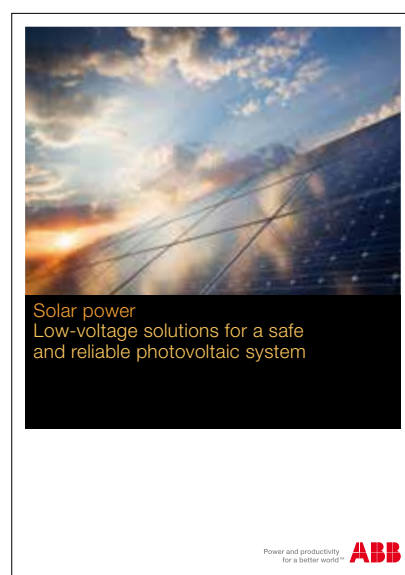 Solar power
Low-voltage solutions for a safe
and reliable photovoltaic system
Power and productivity
for a better world™
ABB